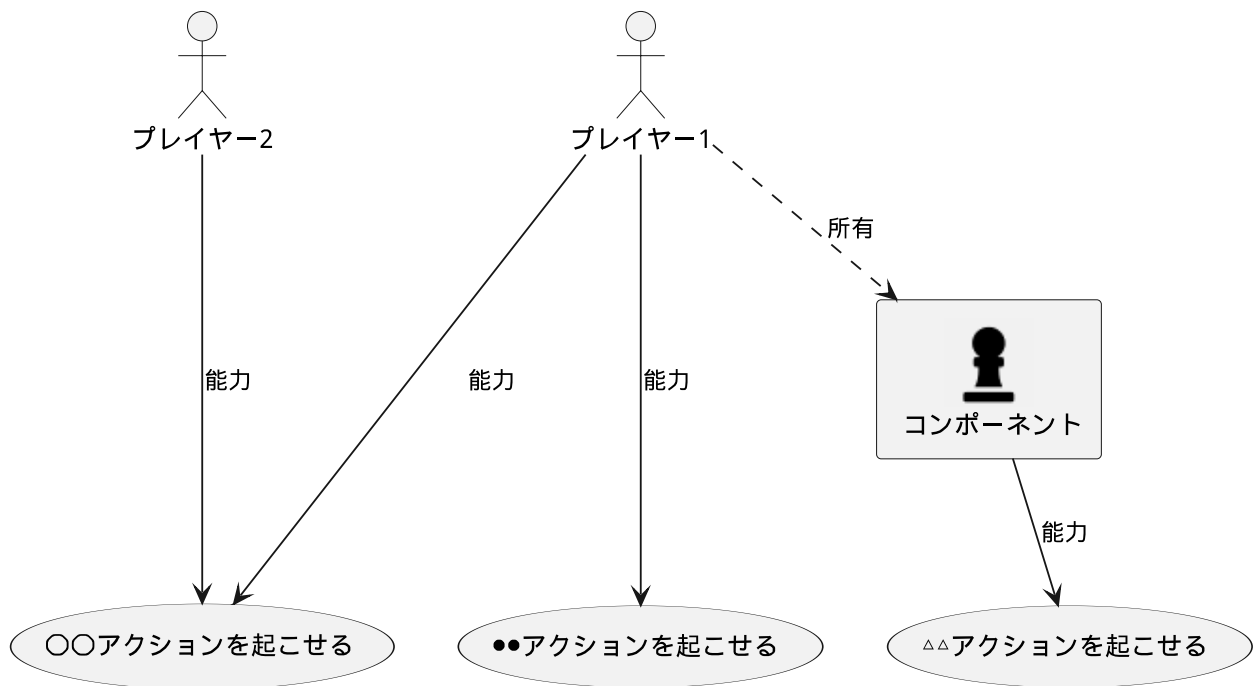 プレイヤー2
プレイヤー1
所有
能力
能力
能力
コンポーネント
能力
〇〇アクションを起こせる
●●アクションを起こせる
△△アクションを起こせる